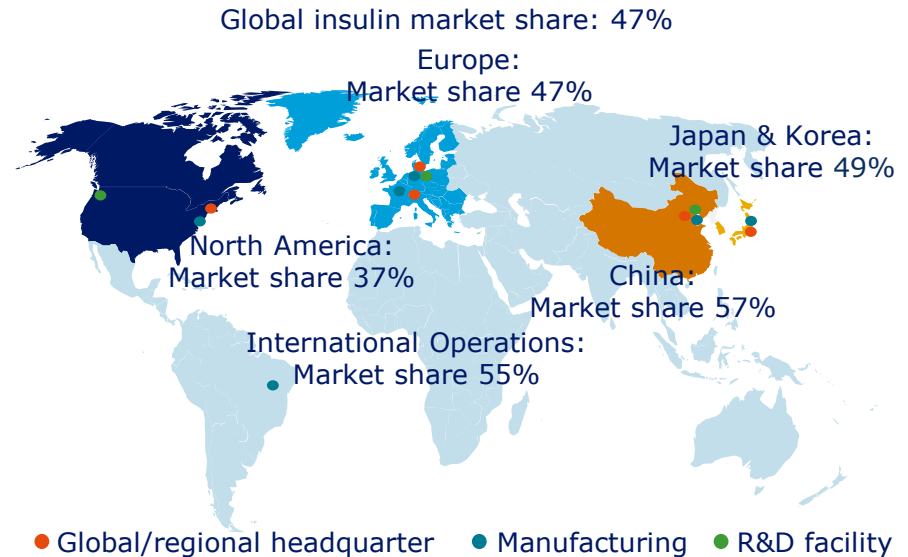 Global insulin market share: 47%
Europe:
Market share 47%
Japan & Korea:
Market share 49%
North America:
Market share 37%
China:
Market share 57%
International Operations:
Market share 55%
Global/regional headquarter
Manufacturing
R&D facility